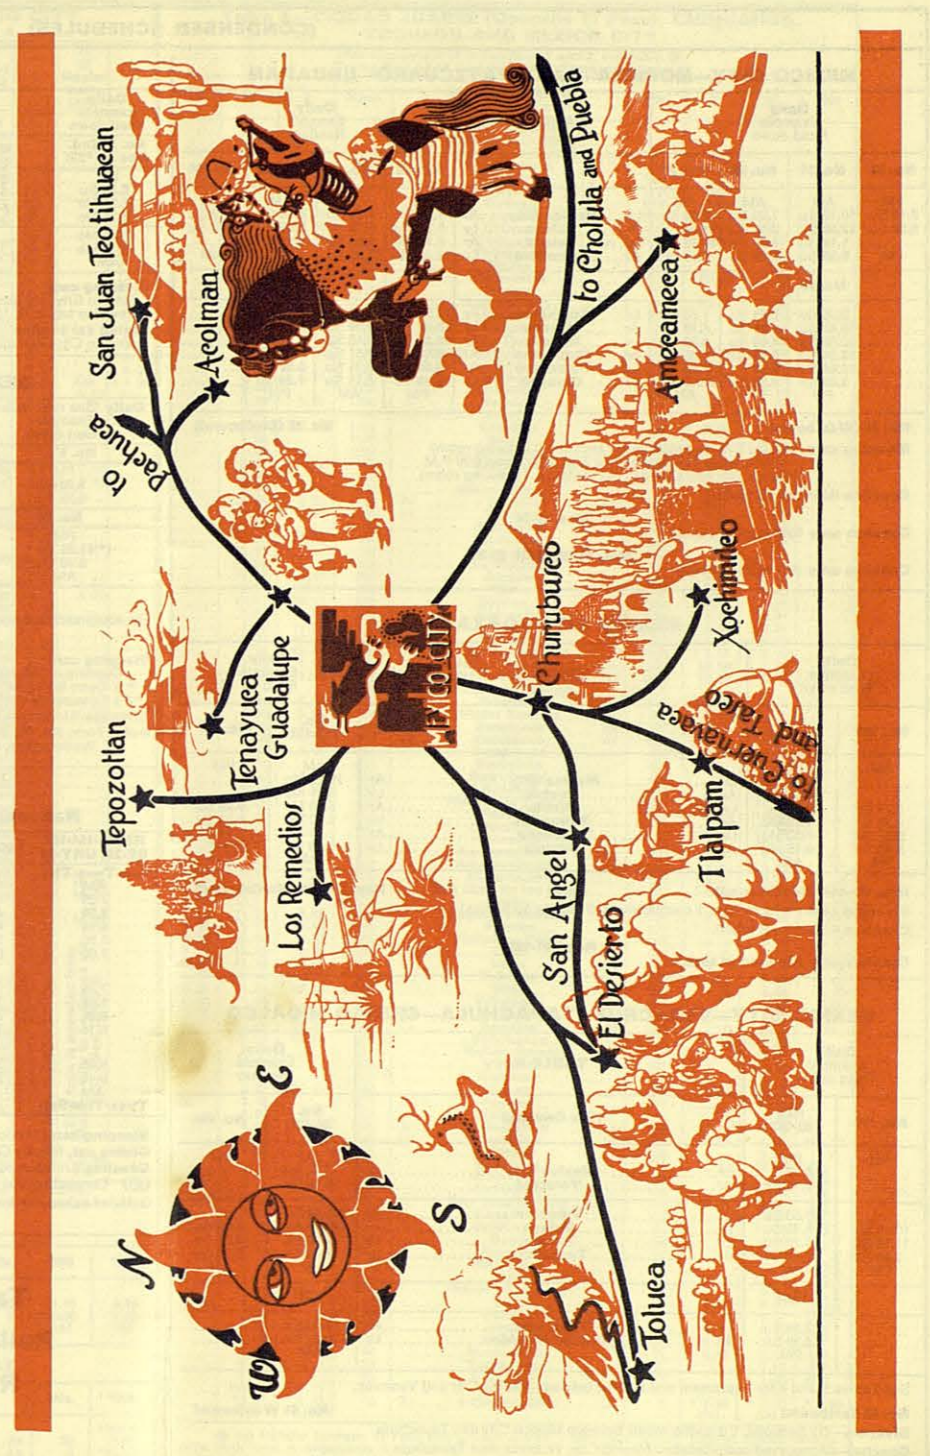 N
W
E
S
Tepozotlan
San Juan Teotihuacan
to
Pachuca
Acolman
Tenayuca
Guadalupe
Los Remedios
MEXICO CITY
to Cholula and Puebla
Amecameca
Churubusco
Xochimilco
San Angel
El Desierto
Tlalpam
to Cuernavaca
and Taxco
Toluca